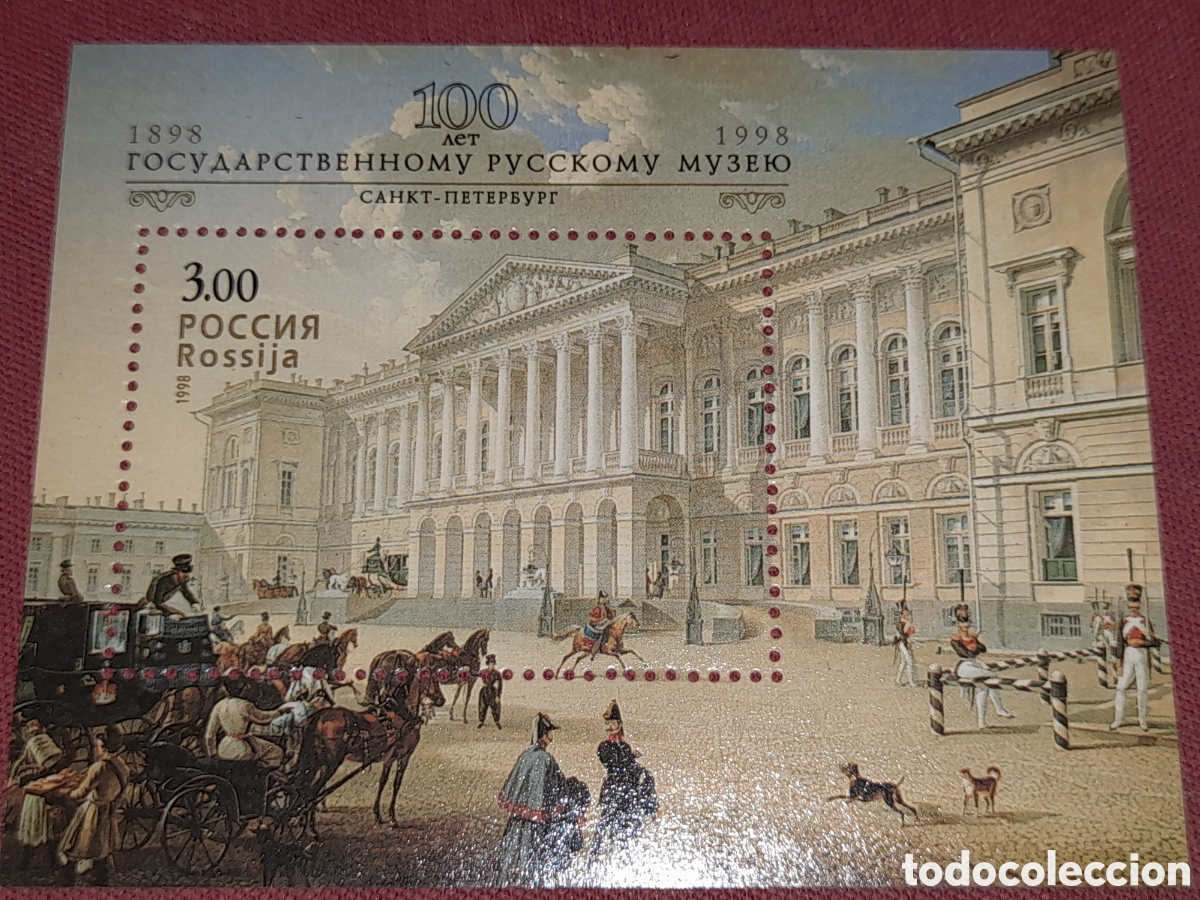 100
лет
1898 1998
ГОСУДАРСТВЕННОМУ РУССКОМУ МУЗЕЮ
САНКТ-ПЕТЕРБУРГ
3.00
РОССИЯ
Rossija
1998
todocoleccion